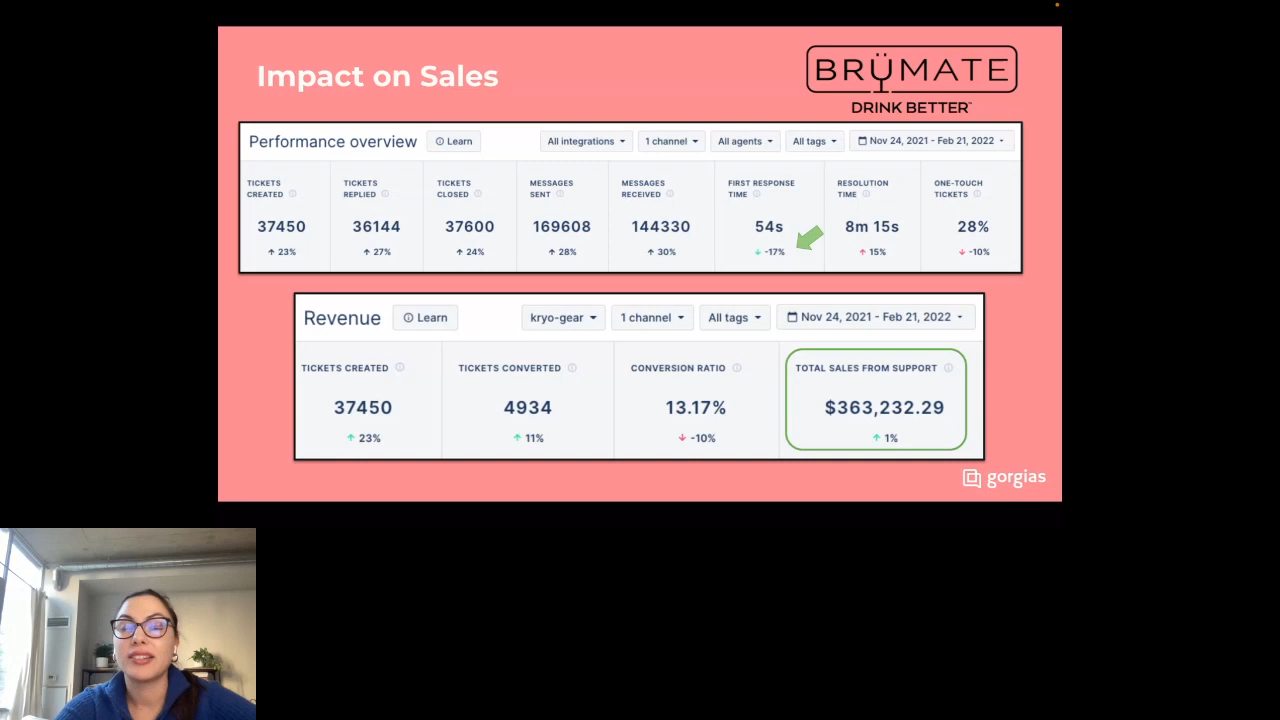 Impact on Sales
BRÜMATE
DRINK BETTER™
Performance overview
Learn
All integrations
1 channel
All agents
All tags
Nov 24, 2021 - Feb 21, 2022
TICKETS CREATED
TICKETS REPLIED
TICKETS CLOSED
MESSAGES SENT
MESSAGES RECEIVED
FIRST RESPONSE TIME
RESOLUTION TIME
ONE-TOUCH TICKETS
37450
36144
37600
169608
144330
54s
8m 15s
28%
↑ 23%
↑ 27%
↑ 24%
↑ 28%
↑ 30%
↓ -17%
↑ 15%
↓ -10%
Revenue
Learn
kryo-gear
1 channel
All tags
Nov 24, 2021 - Feb 21, 2022
TICKETS CREATED
TICKETS CONVERTED
CONVERSION RATIO
TOTAL SALES FROM SUPPORT
37450
4934
13.17%
$363,232.29
↑ 23%
↑ 11%
↓ -10%
↑ 1%
gorgias